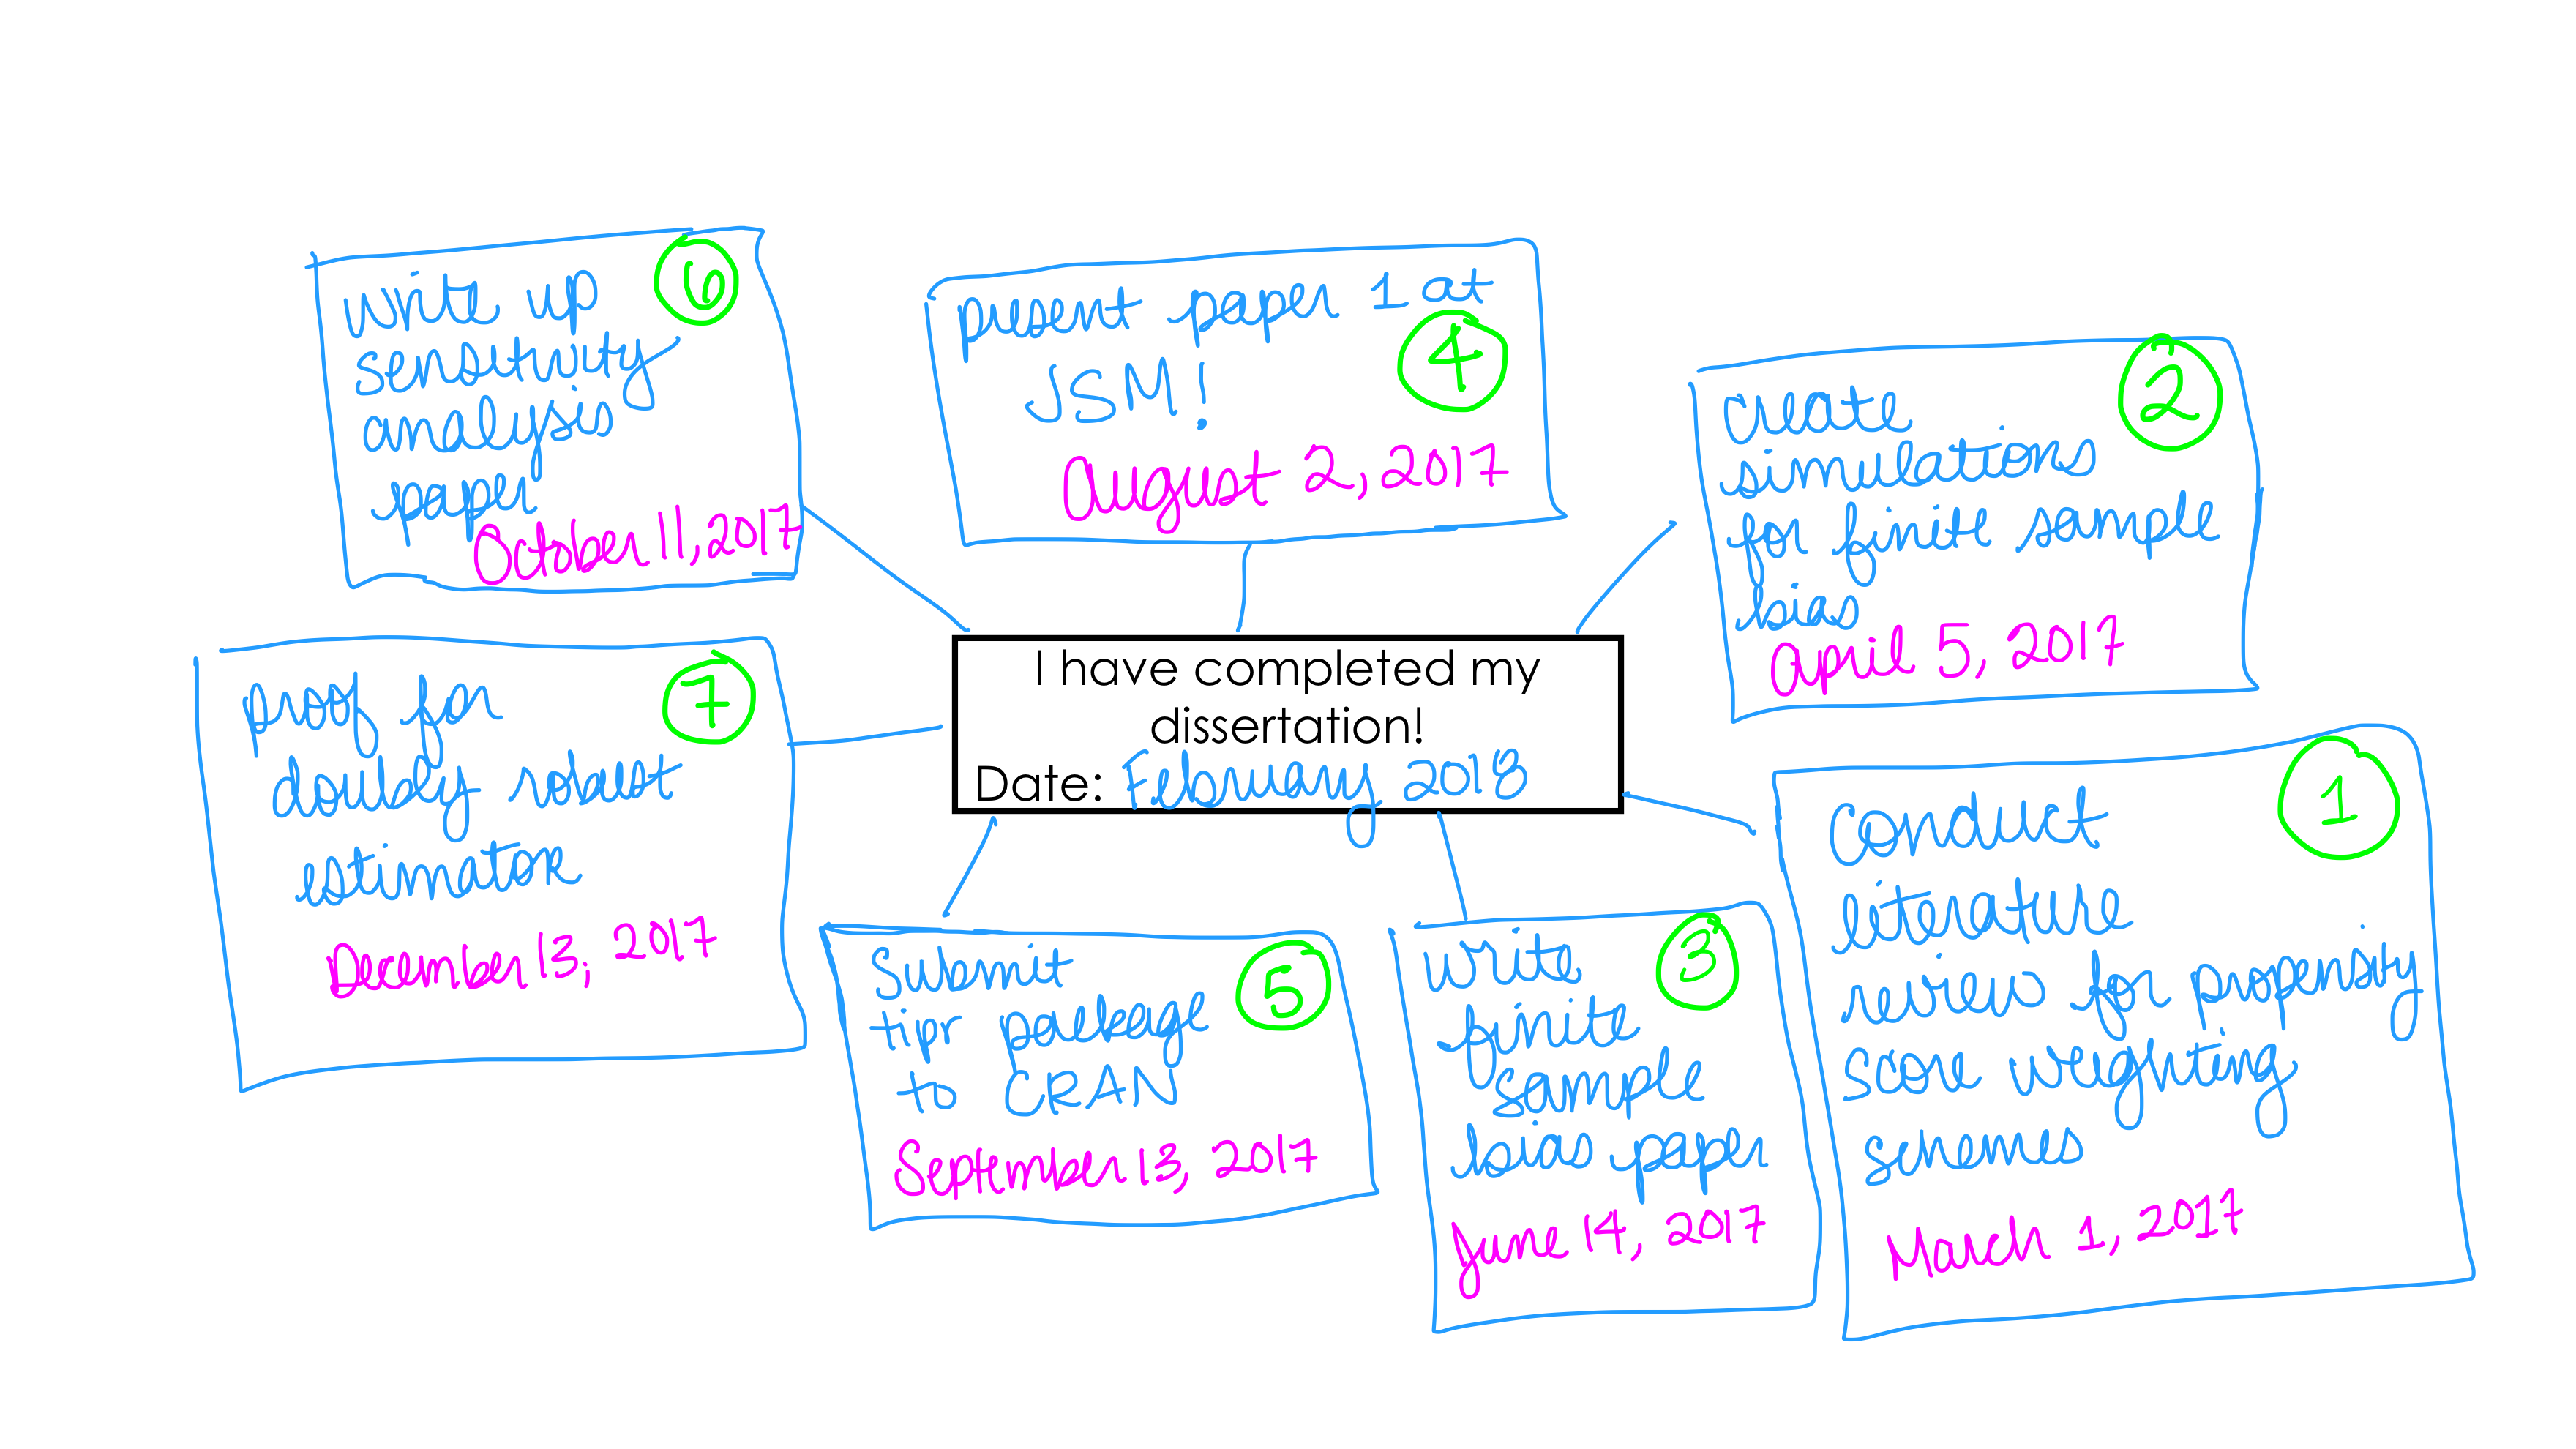 write up
6
sensitivity
analysis
paper
October 11, 2017
present paper 1 at
4
JSM!
August 2, 2017
2
create
simulations
for finite sample
bias
April 5, 2017
I have completed my
dissertation!
Date: February 2018
7
proof for
doubly robust
estimator
December 13, 2017
5
Submit
tipr package
to CRAN
September 13, 2017
3
write
finite
sample
bias paper
June 14, 2017
1
conduct
literature
review for propensity
score weighting
schemes
March 1, 2017